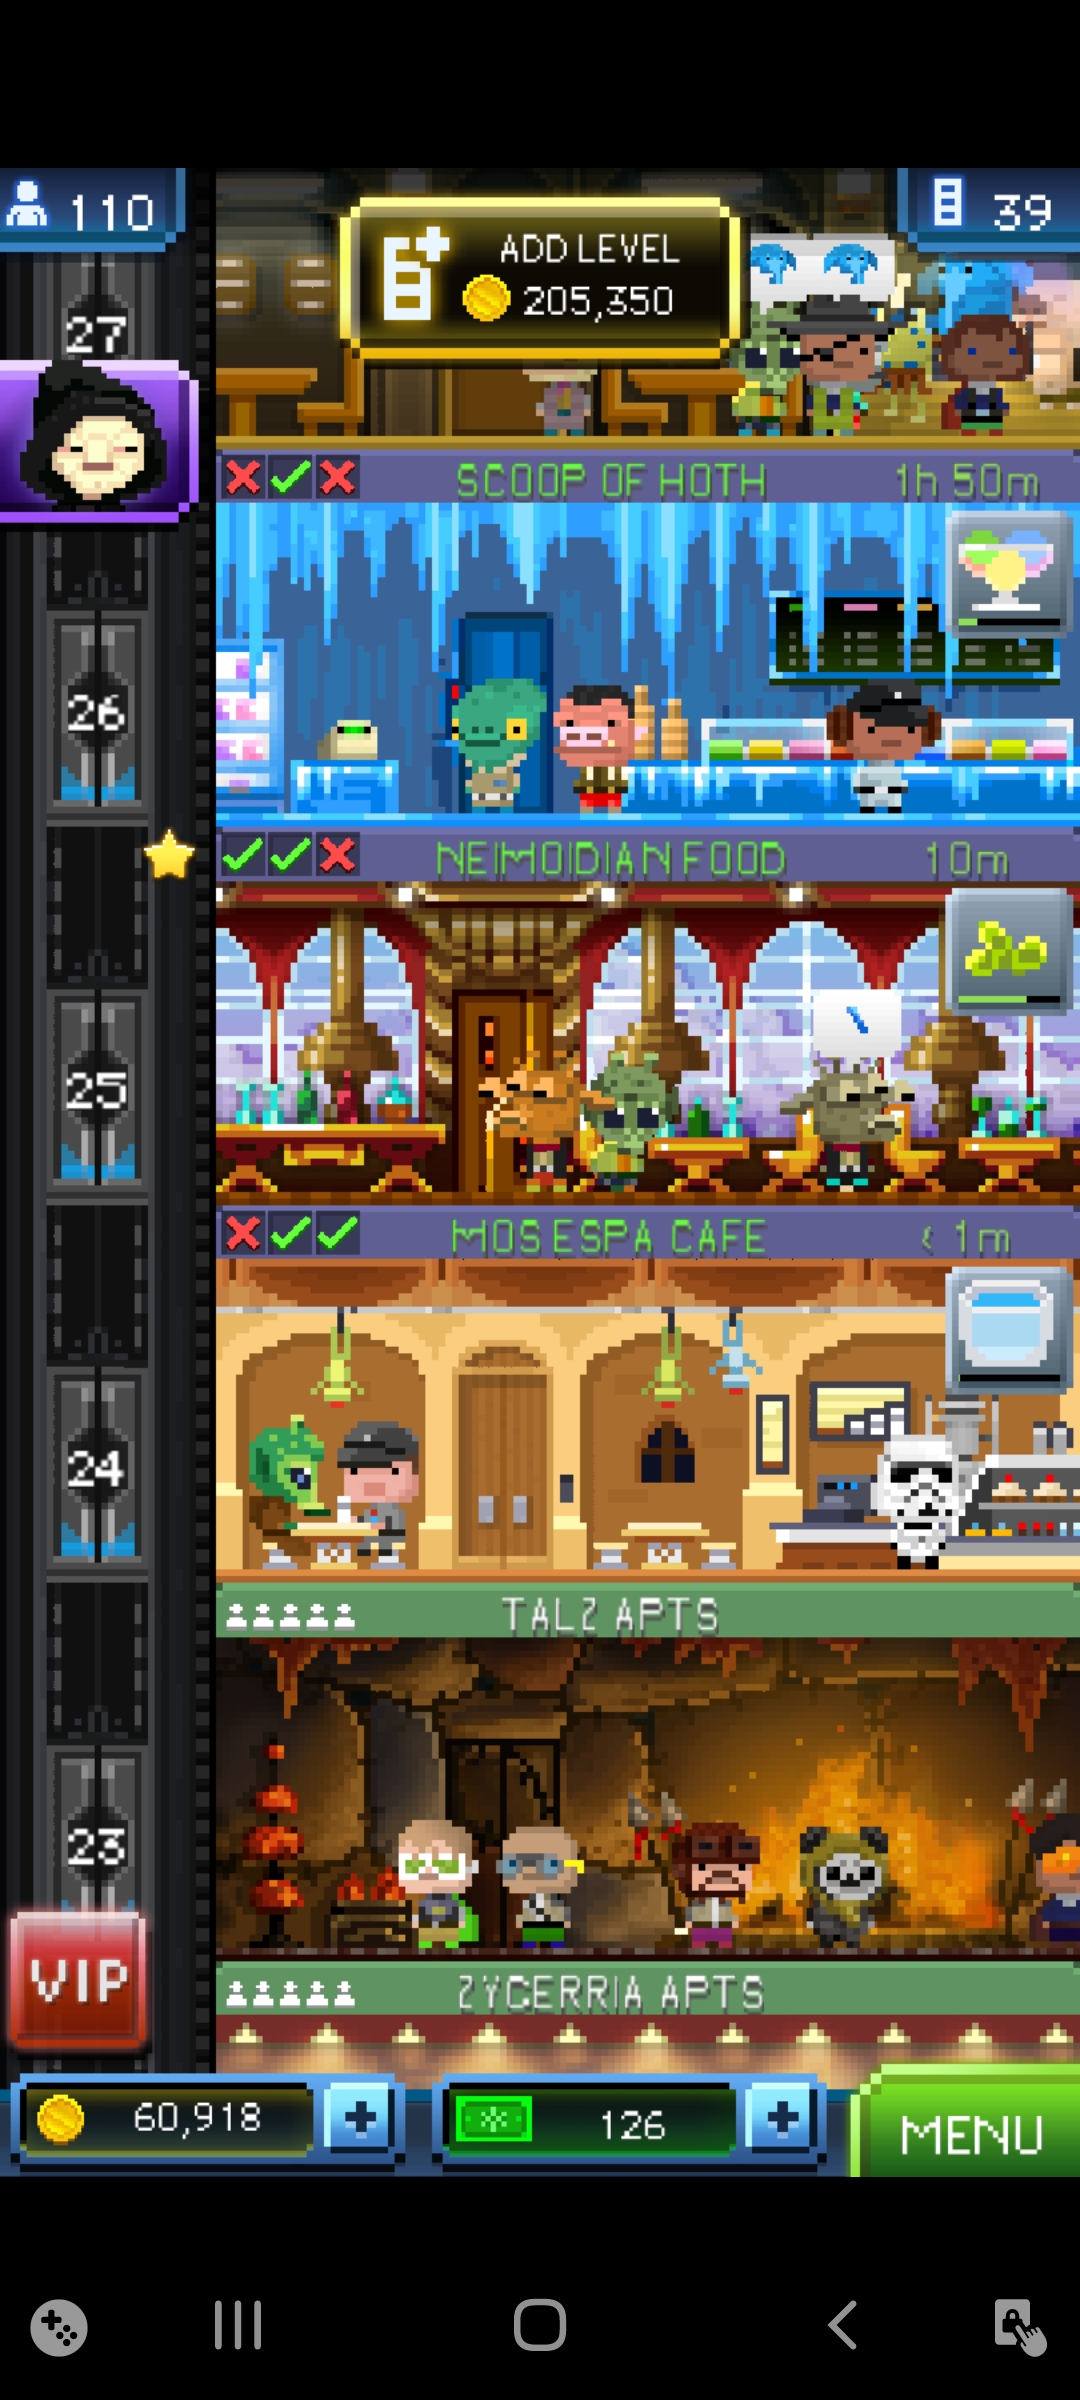 110
39
ADD LEVEL
205,350
27
SCOOP OF HOTH 1h 50m
26
NEIMOIDIAN FOOD 10m
25
MOS ESPA CAFE < 1m
24
TALZ APTS
23
VIP
ZYGERRIA APTS
60,918
126
MENU